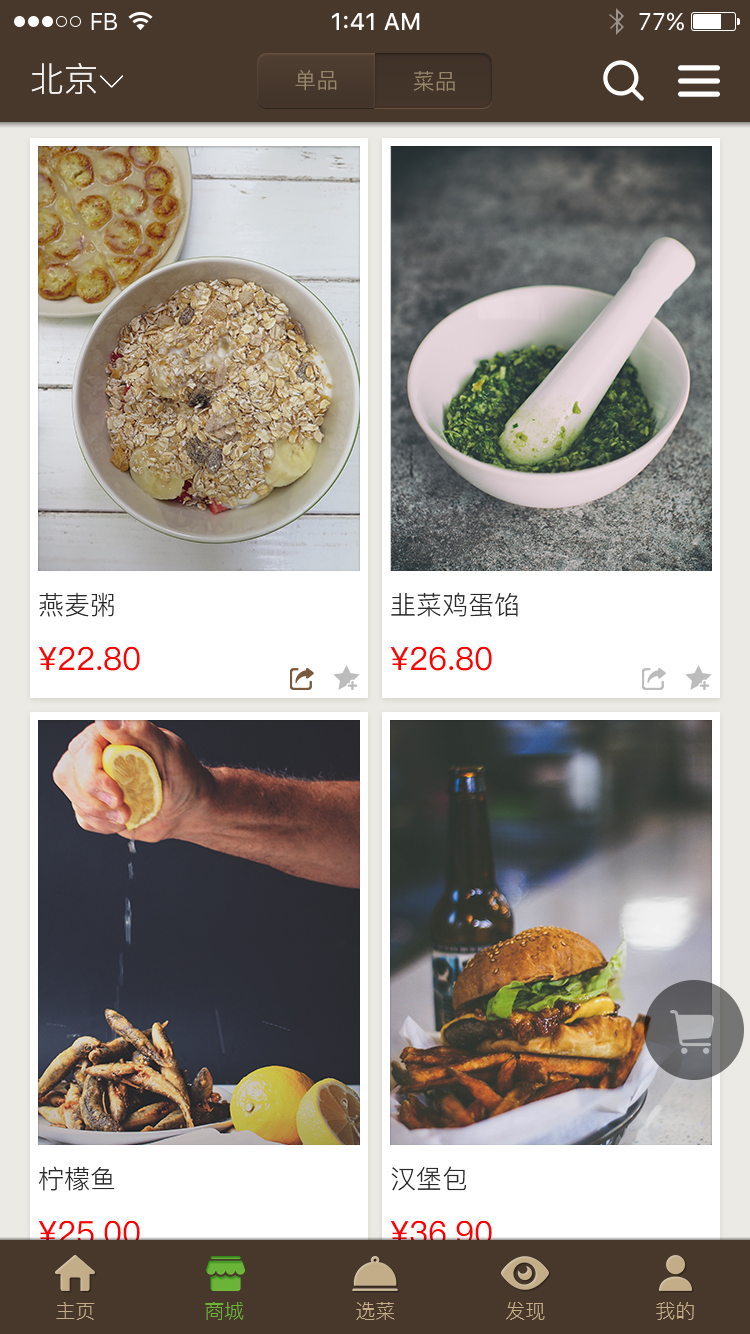 FB 1:41 AM 77%
北京 单品 菜品
燕麦粥
¥22.80
韭菜鸡蛋馅
¥26.80
柠檬鱼
¥25.00
汉堡包
¥36.90
主页 商城 选菜 发现 我的